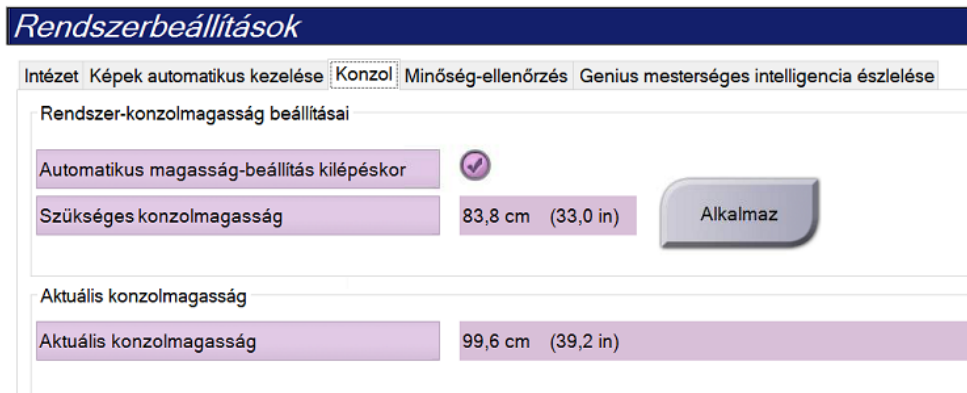 Rendszerbeállítások
Intézet Képek automatikus kezelése Konzol Minőség-ellenőrzés Genius mesterséges intelligencia észlelése
Rendszer-konzolmagasság beállításai
Automatikus magasság-beállítás kilépéskor
Szükséges konzolmagasság 83,8 cm (33,0 in) Alkalmaz
Aktuális konzolmagasság
Aktuális konzolmagasság 99,6 cm (39,2 in)